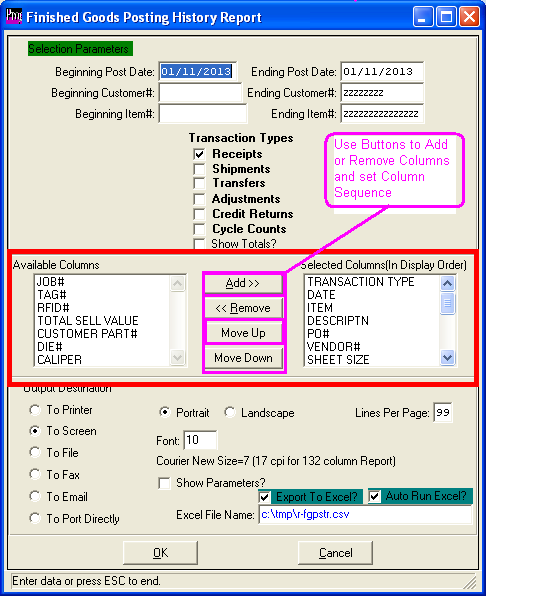 Finished Goods Posting History Report
Selection Parameters
Beginning Post Date: 01/11/2013 Ending Post Date: 01/11/2013
Beginning Customer#: Ending Customer#: zzzzzzzz
Beginning Item#: Ending Item#: zzzzzzzzzzzzzzz
Transaction Types
Receipts
Shipments
Transfers
Adjustments
Credit Returns
Cycle Counts
Show Totals?
Use Buttons to Add
or Remove Columns
and set Column
Sequence
Available Columns
JOB#
TAG#
RFID#
TOTAL SELL VALUE
CUSTOMER PART#
DIE#
CALIPER
Add >>
<< Remove
Move Up
Move Down
Selected Columns(In Display Order)
TRANSACTION TYPE
DATE
ITEM
DESCRIPTN
PO#
VENDOR#
SHEET SIZE
Output Destination
To Printer
To Screen
To File
To Fax
To Email
To Port Directly
Portrait Landscape Lines Per Page: 99
Font: 10
Courier New Size=7 (17 cpi for 132 column Report)
Show Parameters?
Export To Excel? Auto Run Excel?
Excel File Name: c:\tmp\r-fgpstr.csv
OK Cancel
Enter data or press ESC to end.